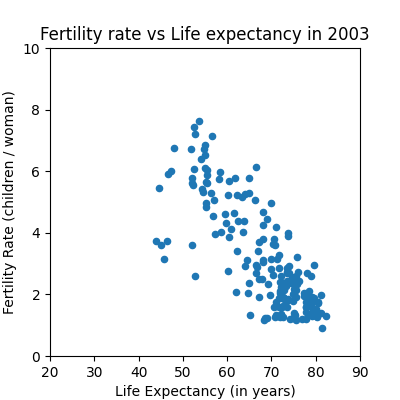 Fertility rate vs Life expectancy in 2003
10
8
6
4
2
0
Fertility Rate (children / woman)
20 30 40 50 60 70 80 90
Life Expectancy (in years)